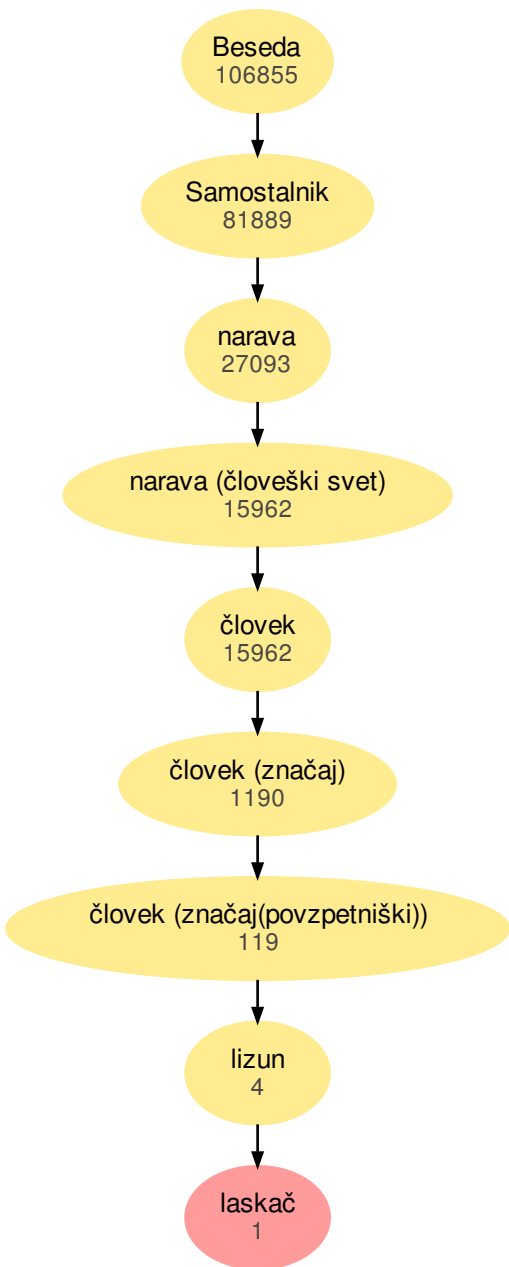 Beseda
106855
Samostalnik
81889
narava
27093
narava (človeški svet)
15962
človek
15962
človek (značaj)
1190
človek (značaj(povzpetniški))
119
lizun
4
laskač
1